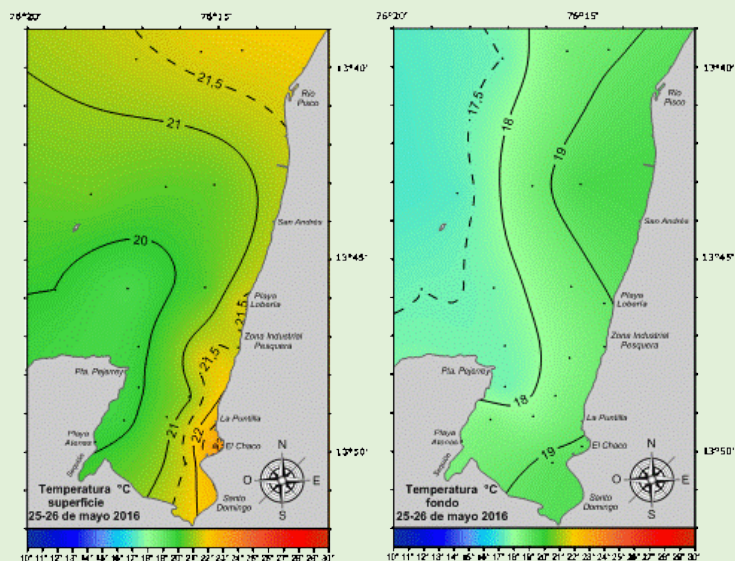 76°20' 76°15'
13°40'
13°45'
13°50'
21,5
21
20
21,5
21,5
21
22
23
Río
Pisco
San Andrés
Playa
Lobería
Zona Industrial
Pesquera
Pta. Pejerrey
La Puntilla
Playa
Atenas
El Chaco
Sequión
Santo
Domingo
N
O E
S
Temperatura °C
superficie
25-26 de mayo 2016
10° 11° 12° 13° 14° 15° 16° 17° 18° 19° 20° 21° 22° 23° 24° 25° 26° 27° 28° 29° 30°
76°20' 76°15'
13°40'
13°45'
13°50'
17,5
18
19
18
19
Río
Pisco
San Andrés
Playa
Lobería
Zona Industrial
Pesquera
Pta. Pejerrey
La Puntilla
Playa
Atenas
El Chaco
Sequión
Santo
Domingo
N
O E
S
Temperatura °C
fondo
25-26 de mayo 2016
10° 11° 12° 13° 14° 15° 16° 17° 18° 19° 20° 21° 22° 23° 24° 25° 26° 27° 28° 29° 30°